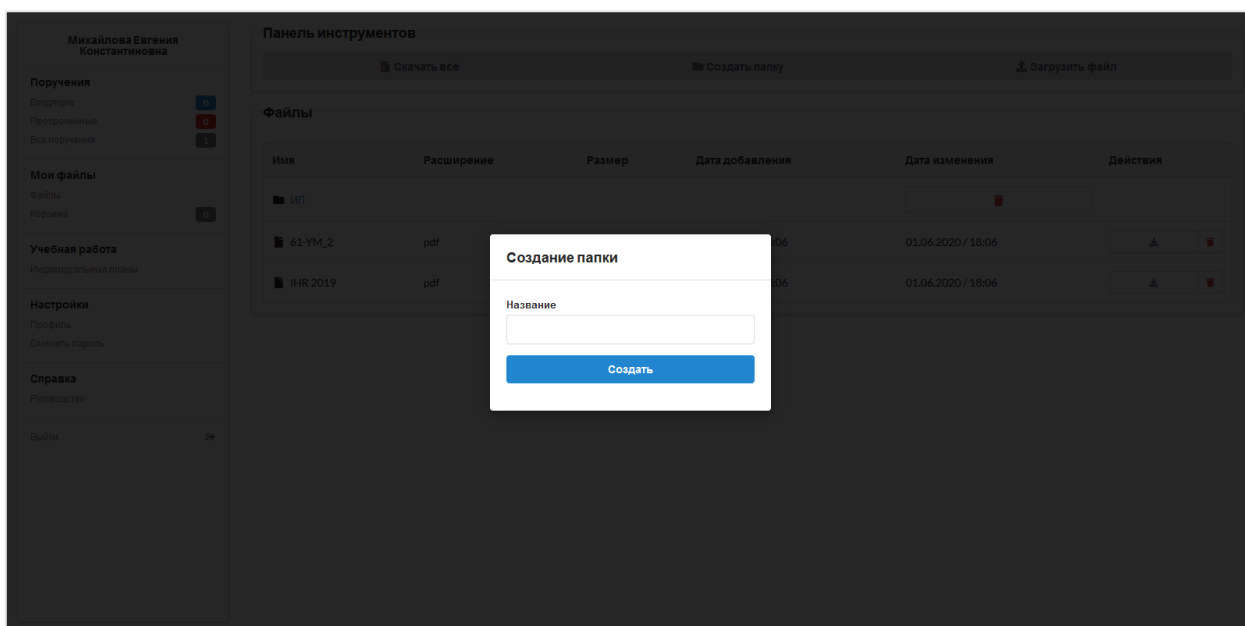 Михайлова Евгения
Константиновна
Поручения
Входящие 0
Просроченные 0
Все поручения 1
Мои файлы
Файлы
Корзина 0
Учебная работа
Индивидуальные планы
Настройки
Профиль
Сменить пароль
Справка
Руководство
Выйти
Панель инструментов
Скачать всё Создать папку Загрузить файл
Файлы
Имя Расширение Размер Дата добавления Дата изменения Действия
ИП
61-УМ_2 pdf :06 01.06.2020 / 18:06
IHR 2019 pdf :06 01.06.2020 / 18:06
Создание папки
Название
Создать